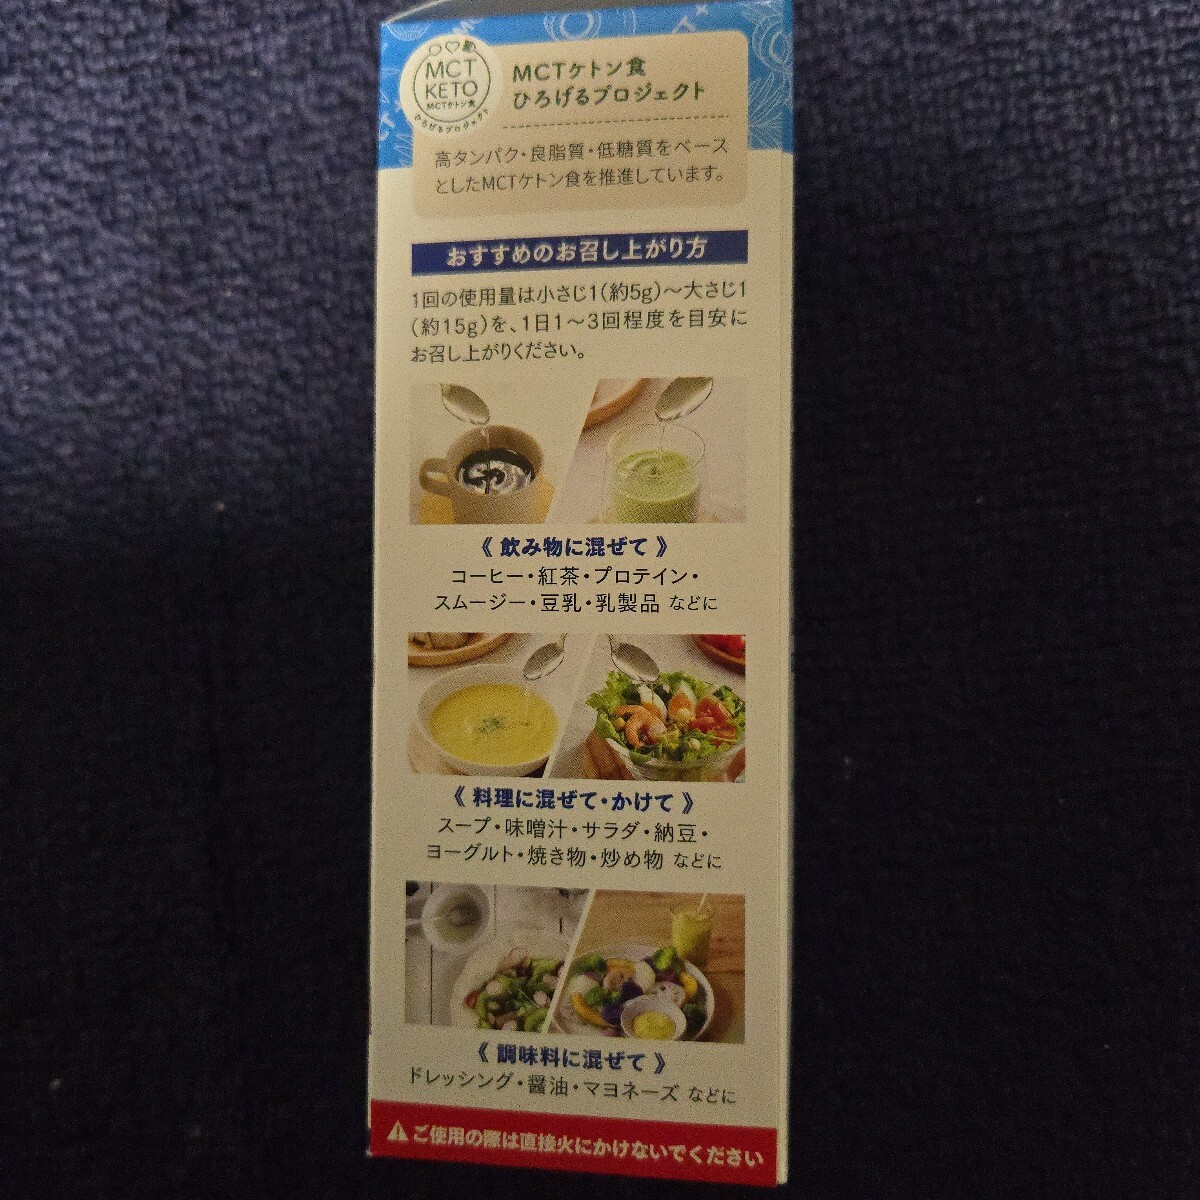 MCT
KETO
MCTケトン食
ひろげるプロジェクト
MCTケトン食
ひろげるプロジェクト
高タンパク・良脂質・低糖質をベース
としたMCTケトン食を推進しています。
おすすめのお召し上がり方
1回の使用量は小さじ1(約5g)〜大さじ1
(約15g)を、1日1〜3回程度を目安に
お召し上がりください。
《 飲み物に混ぜて 》
コーヒー・紅茶・プロテイン・
スムージー・豆乳・乳製品 などに
《 料理に混ぜて・かけて 》
スープ・味噌汁・サラダ・納豆・
ヨーグルト・焼き物・炒め物 などに
《 調味料に混ぜて 》
ドレッシング・醤油・マヨネーズ などに
⚠ご使用の際は直接火にかけないでください